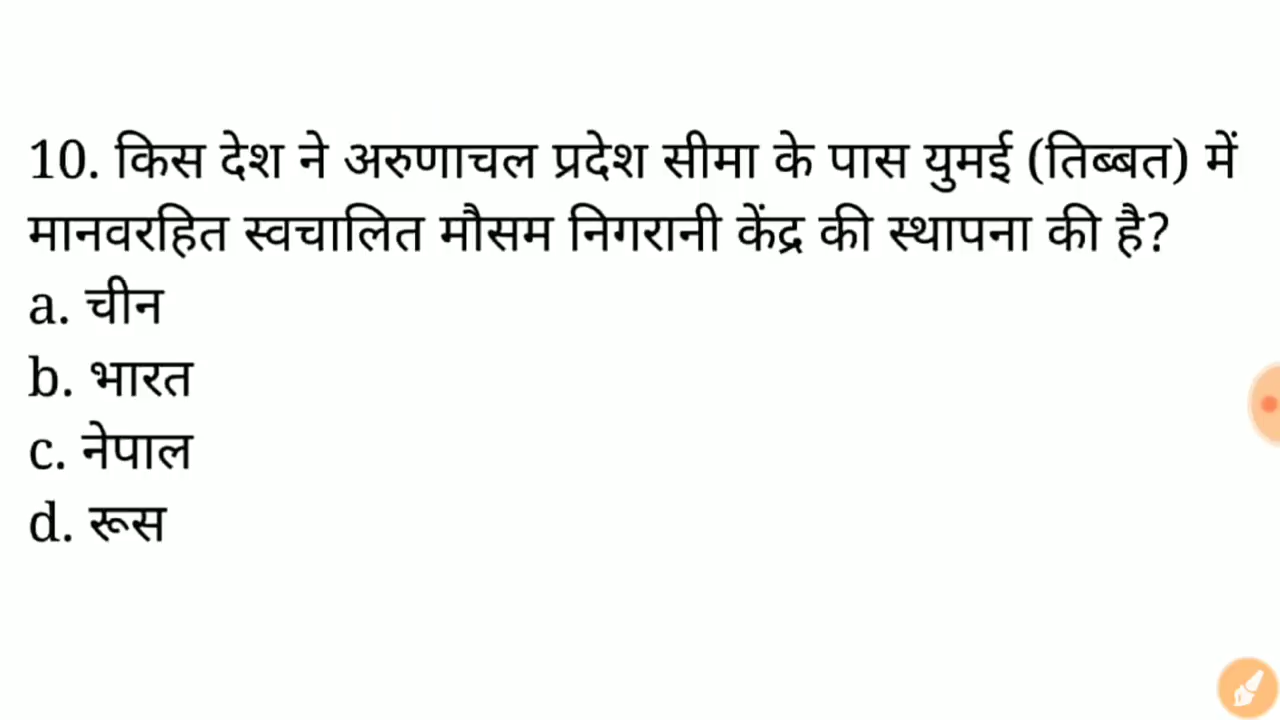 10. किस देश ने अरुणाचल प्रदेश सीमा के पास युमई (तिब्बत) में
मानवरहित स्वचालित मौसम निगरानी केंद्र की स्थापना की है?
a. चीन
b. भारत
c. नेपाल
d. रूस